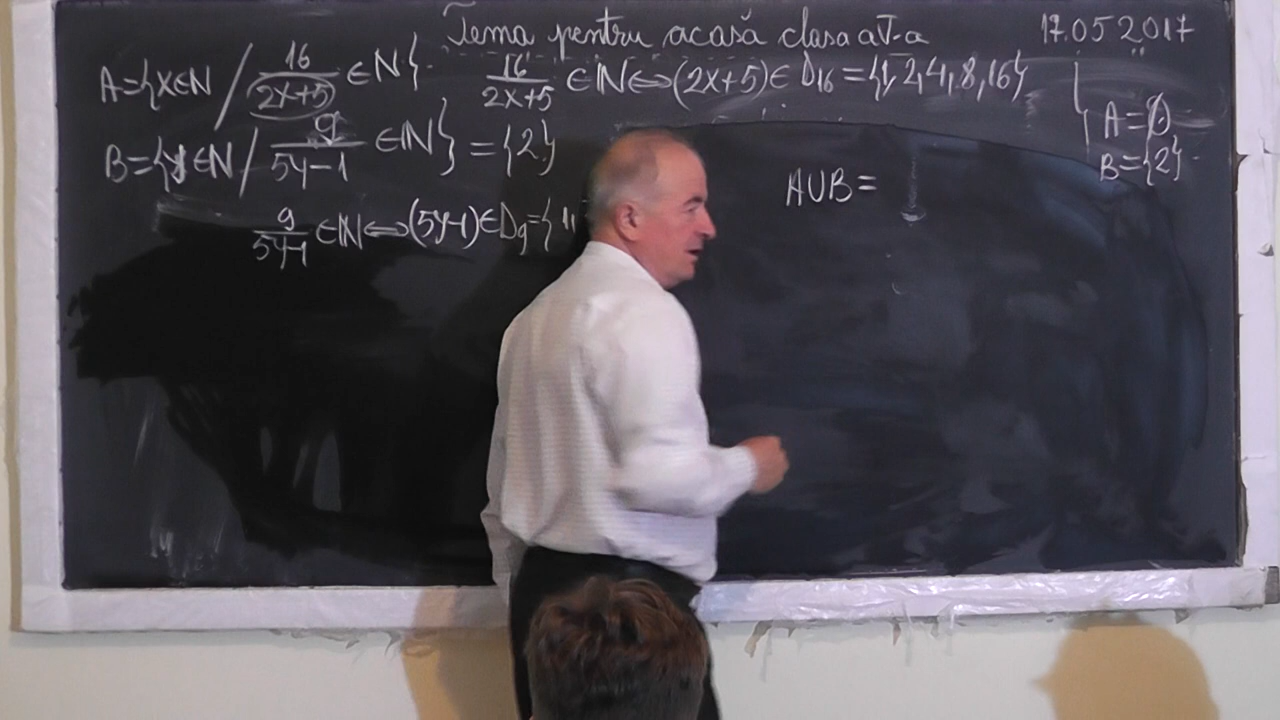 Tema pentru acasă clasa a V-a
17.05 2017
A={x∈N / 16/(2x+5) ∈N}. 16/(2x+5) ∈ℕ⇔(2x+5)∈D₁₆={1,2,4,8,16}
B={y∈N / 9/(5y-1) ∈ℕ}={2}
A=∅
B={2}
A∪B=
9/(5y-1) ∈ℕ⇔(5y-1)∈D₉={1,